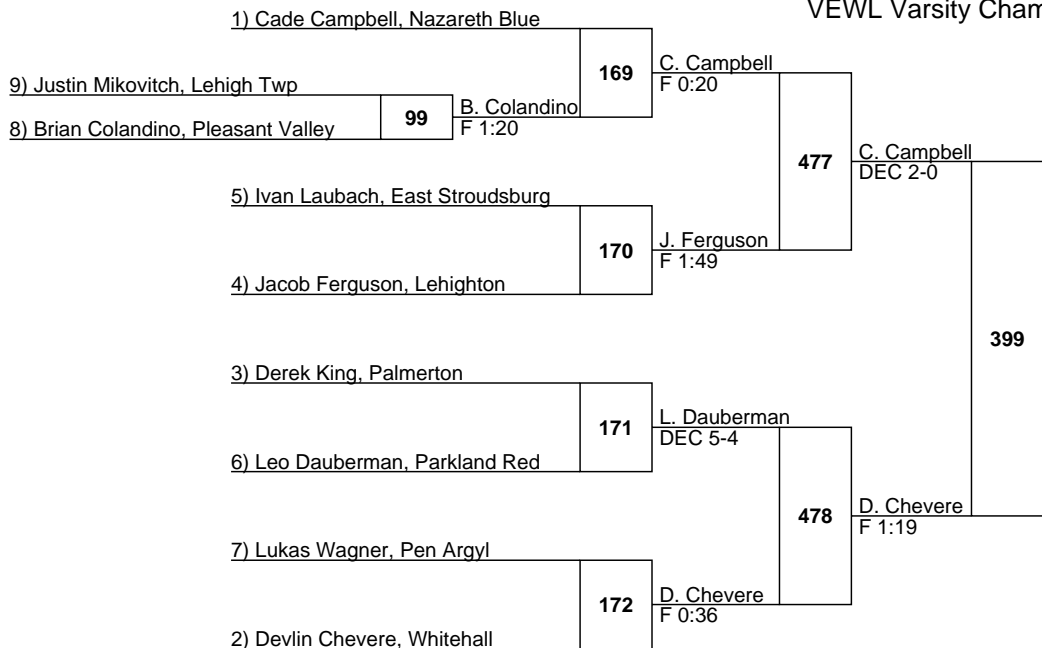 VEWL Varsity Cham
1) Cade Campbell, Nazareth Blue
169
C. Campbell
F 0:20
9) Justin Mikovitch, Lehigh Twp
99
B. Colandino
F 1:20
8) Brian Colandino, Pleasant Valley
477
C. Campbell
DEC 2-0
5) Ivan Laubach, East Stroudsburg
170
J. Ferguson
F 1:49
4) Jacob Ferguson, Lehighton
399
3) Derek King, Palmerton
171
L. Dauberman
DEC 5-4
6) Leo Dauberman, Parkland Red
478
D. Chevere
F 1:19
7) Lukas Wagner, Pen Argyl
172
D. Chevere
F 0:36
2) Devlin Chevere, Whitehall